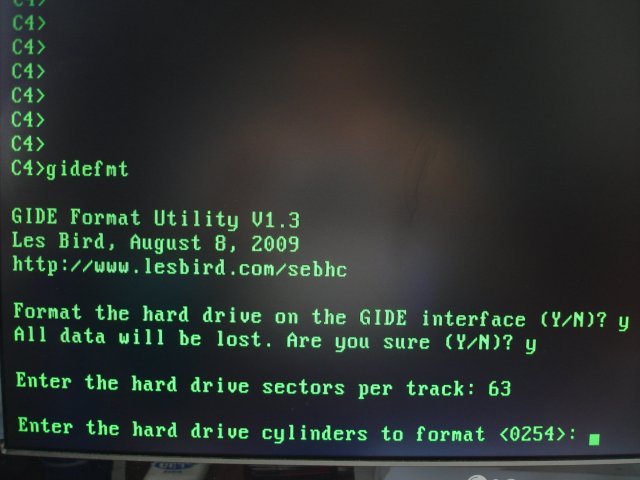 C4>
C4>
C4>
C4>
C4>
C4>
C4>
C4>gidefmt
GIDE Format Utility V1.3
Les Bird, August 8, 2009
http://www.lesbird.com/sebhc
Format the hard drive on the GIDE interface (Y/N)? y
All data will be lost. Are you sure (Y/N)? y
Enter the hard drive sectors per track: 63
Enter the hard drive cylinders to format <0254>: